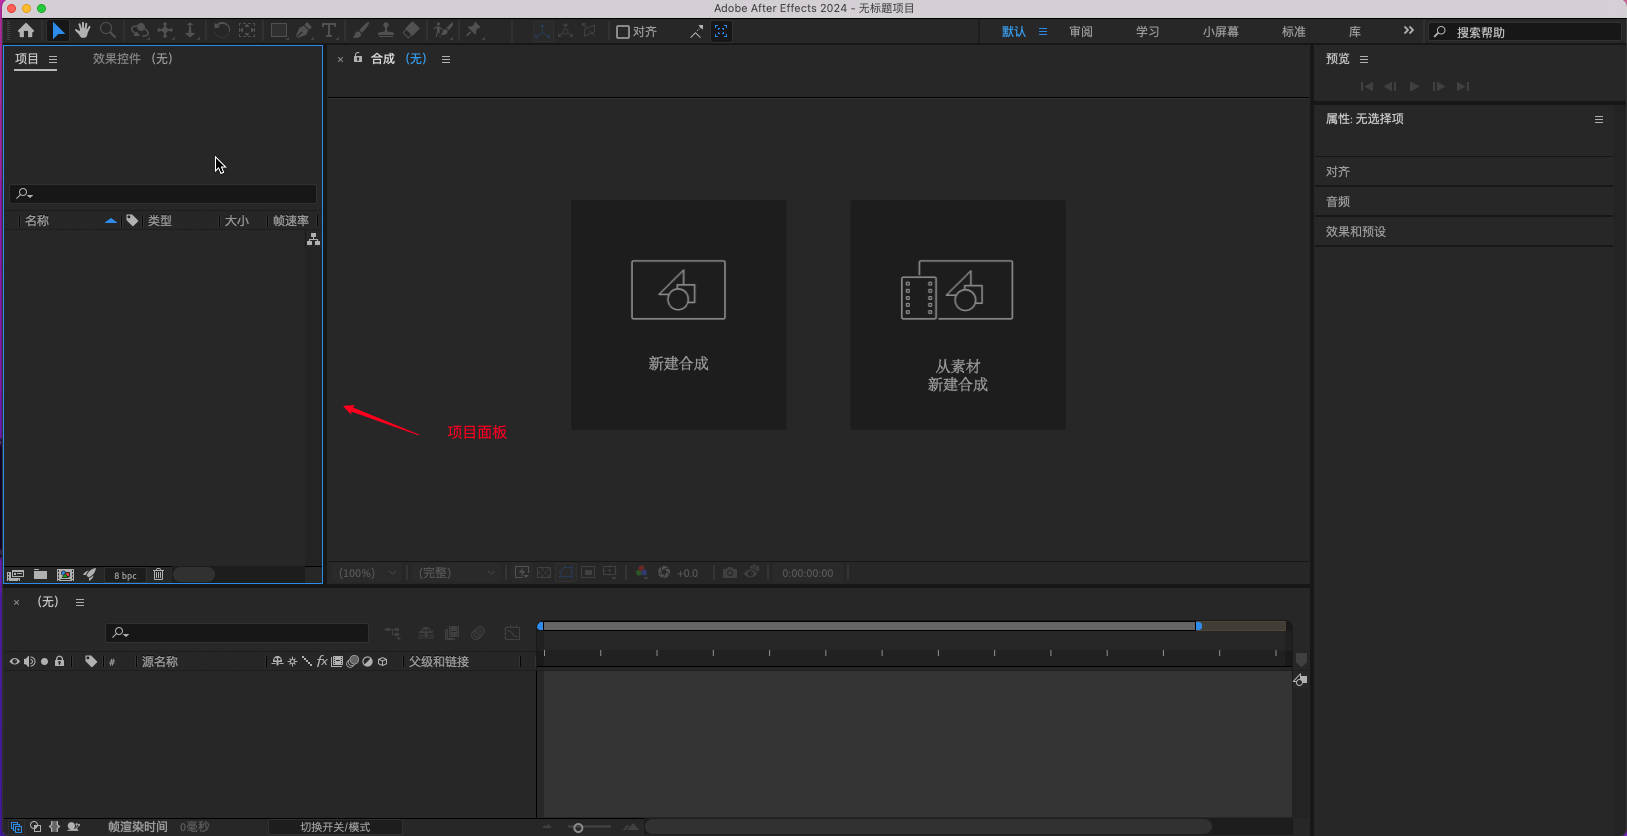 Adobe After Effects 2024 - 无标题项目
对齐
默认
审阅
学习
小屏幕
标准
库
搜索帮助
项目
效果控件 (无)
合成 (无)
预览
属性: 无选择项
对齐
音频
效果和预设
名称
类型
大小
帧速率
新建合成
从素材
新建合成
项目面板
8 bpc
(100%)
(完整)
+0.0
0:00:00:00
(无)
#
源名称
fx
父级和链接
帧渲染时间 0毫秒
切换开关/模式